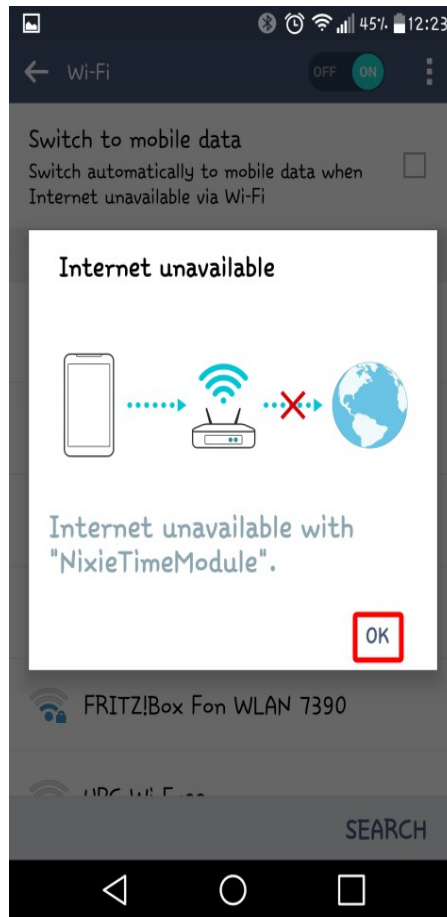 45% 12:23
Wi-Fi OFF ON
Switch to mobile data
Switch automatically to mobile data when
Internet unavailable via Wi-Fi
Internet unavailable
Internet unavailable with
"NixieTimeModule".
OK
FRITZ!Box Fon WLAN 7390
SEARCH